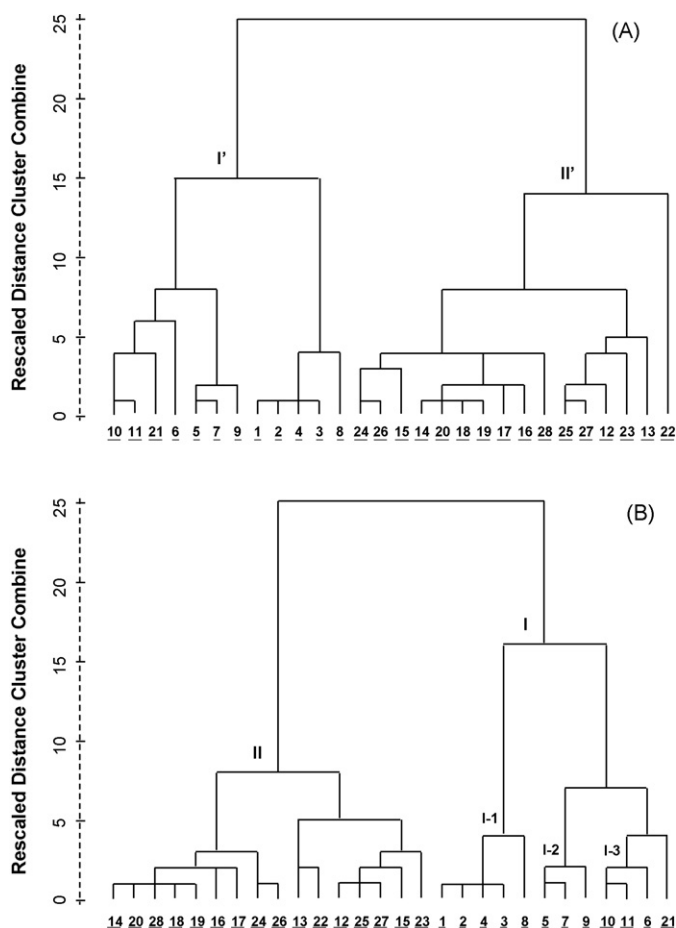 (A)
25
20
15
10
5
0
Rescaled Distance Cluster Combine
I’
II’
10 11 21 6 5 7 9 1 2 4 3 8 24 26 15 14 20 18 19 17 16 28 25 27 12 23 13 22
(B)
25
20
15
10
5
0
Rescaled Distance Cluster Combine
I
II
I-1
I-2
I-3
14 20 28 18 19 16 17 24 26 13 22 12 25 27 15 23 1 2 4 3 8 5 7 9 10 11 6 21